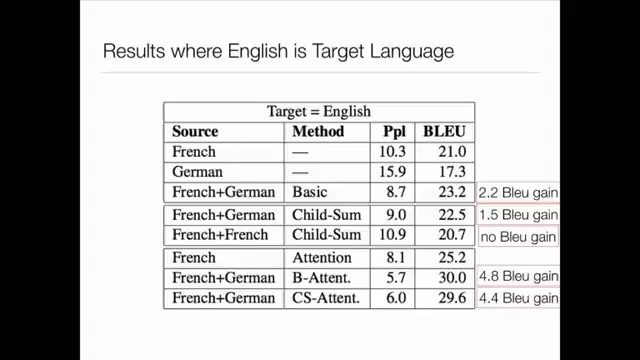 Results where English is Target Language
Target = English
Source Method Ppl BLEU
French — 10.3 21.0
German — 15.9 17.3
French+German Basic 8.7 23.2 2.2 Bleu gain
French+German Child-Sum 9.0 22.5 1.5 Bleu gain
French+French Child-Sum 10.9 20.7 no Bleu gain
French Attention 8.1 25.2
French+German B-Attent. 5.7 30.0 4.8 Bleu gain
French+German CS-Attent. 6.0 29.6 4.4 Bleu gain